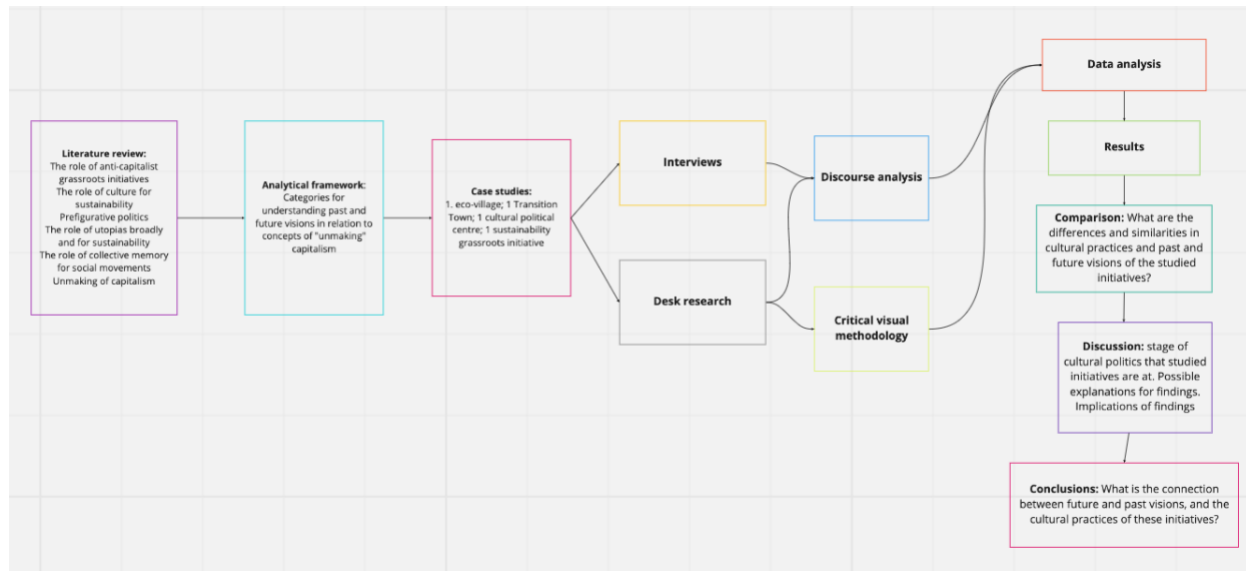 Literature review:
The role of anti-capitalist
grassroots initiatives
The role of culture for
sustainability
Prefigurative politics
The role of utopias broadly
and for sustainability
The role of collective memory
for social movements
Unmaking of capitalism
Analytical framework:
Categories for
understanding past and
future visions in relation to
concepts of "unmaking"
capitalism
Case studies:
1. eco-village; 1 Transition
Town; 1 cultural political
centre; 1 sustainability
grassroots initiative
Interviews
Desk research
Discourse analysis
Critical visual
methodology
Data analysis
Results
Comparison: What are the
differences and similarities in
cultural practices and past and
future visions of the studied
initiatives?
Discussion: stage of
cultural politics that studied
initiatives are at. Possible
explanations for findings.
Implications of findings
Conclusions: What is the connection
between future and past visions, and the
cultural practices of these initiatives?